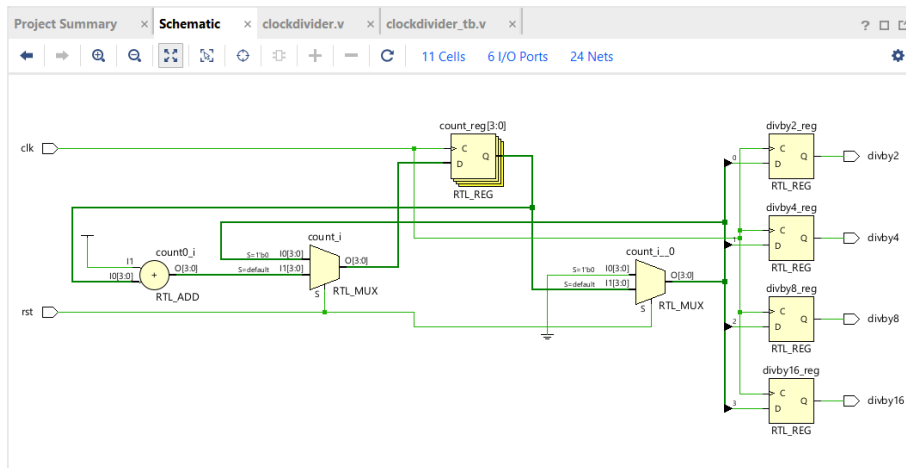 Project Summary × Schematic × clockdivider.v × clockdivider_tb.v × ?
11 Cells 6 I/O Ports 24 Nets
count_reg[3:0]
clk
C
D
Q
RTL_REG
count0_i
I1
I0[3:0]
+
O[3:0]
RTL_ADD
count_i
S=1'b0 I0[3:0]
S=default I1[3:0]
O[3:0]
S
RTL_MUX
rst
count_i__0
S=1'b0 I0[3:0]
S=default I1[3:0]
O[3:0]
S
RTL_MUX
divby2_reg
0
C
D
Q
divby2
RTL_REG
divby4_reg
1
C
D
Q
divby4
RTL_REG
divby8_reg
2
C
D
Q
divby8
RTL_REG
divby16_reg
3
C
D
Q
divby16
RTL_REG